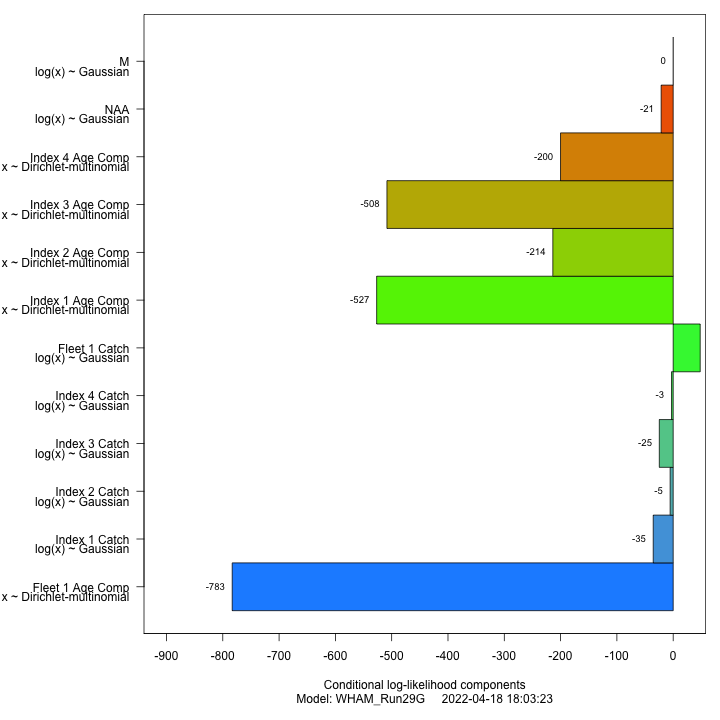 M
log(x) ~ Gaussian
0
NAA
log(x) ~ Gaussian
-21
Index 4 Age Comp
x ~ Dirichlet-multinomial
-200
Index 3 Age Comp
x ~ Dirichlet-multinomial
-508
Index 2 Age Comp
x ~ Dirichlet-multinomial
-214
Index 1 Age Comp
x ~ Dirichlet-multinomial
-527
Fleet 1 Catch
log(x) ~ Gaussian
Index 4 Catch
log(x) ~ Gaussian
-3
Index 3 Catch
log(x) ~ Gaussian
-25
Index 2 Catch
log(x) ~ Gaussian
-5
Index 1 Catch
log(x) ~ Gaussian
-35
Fleet 1 Age Comp
x ~ Dirichlet-multinomial
-783
-900 -800 -700 -600 -500 -400 -300 -200 -100 0
Conditional log-likelihood components
Model: WHAM_Run29G 2022-04-18 18:03:23